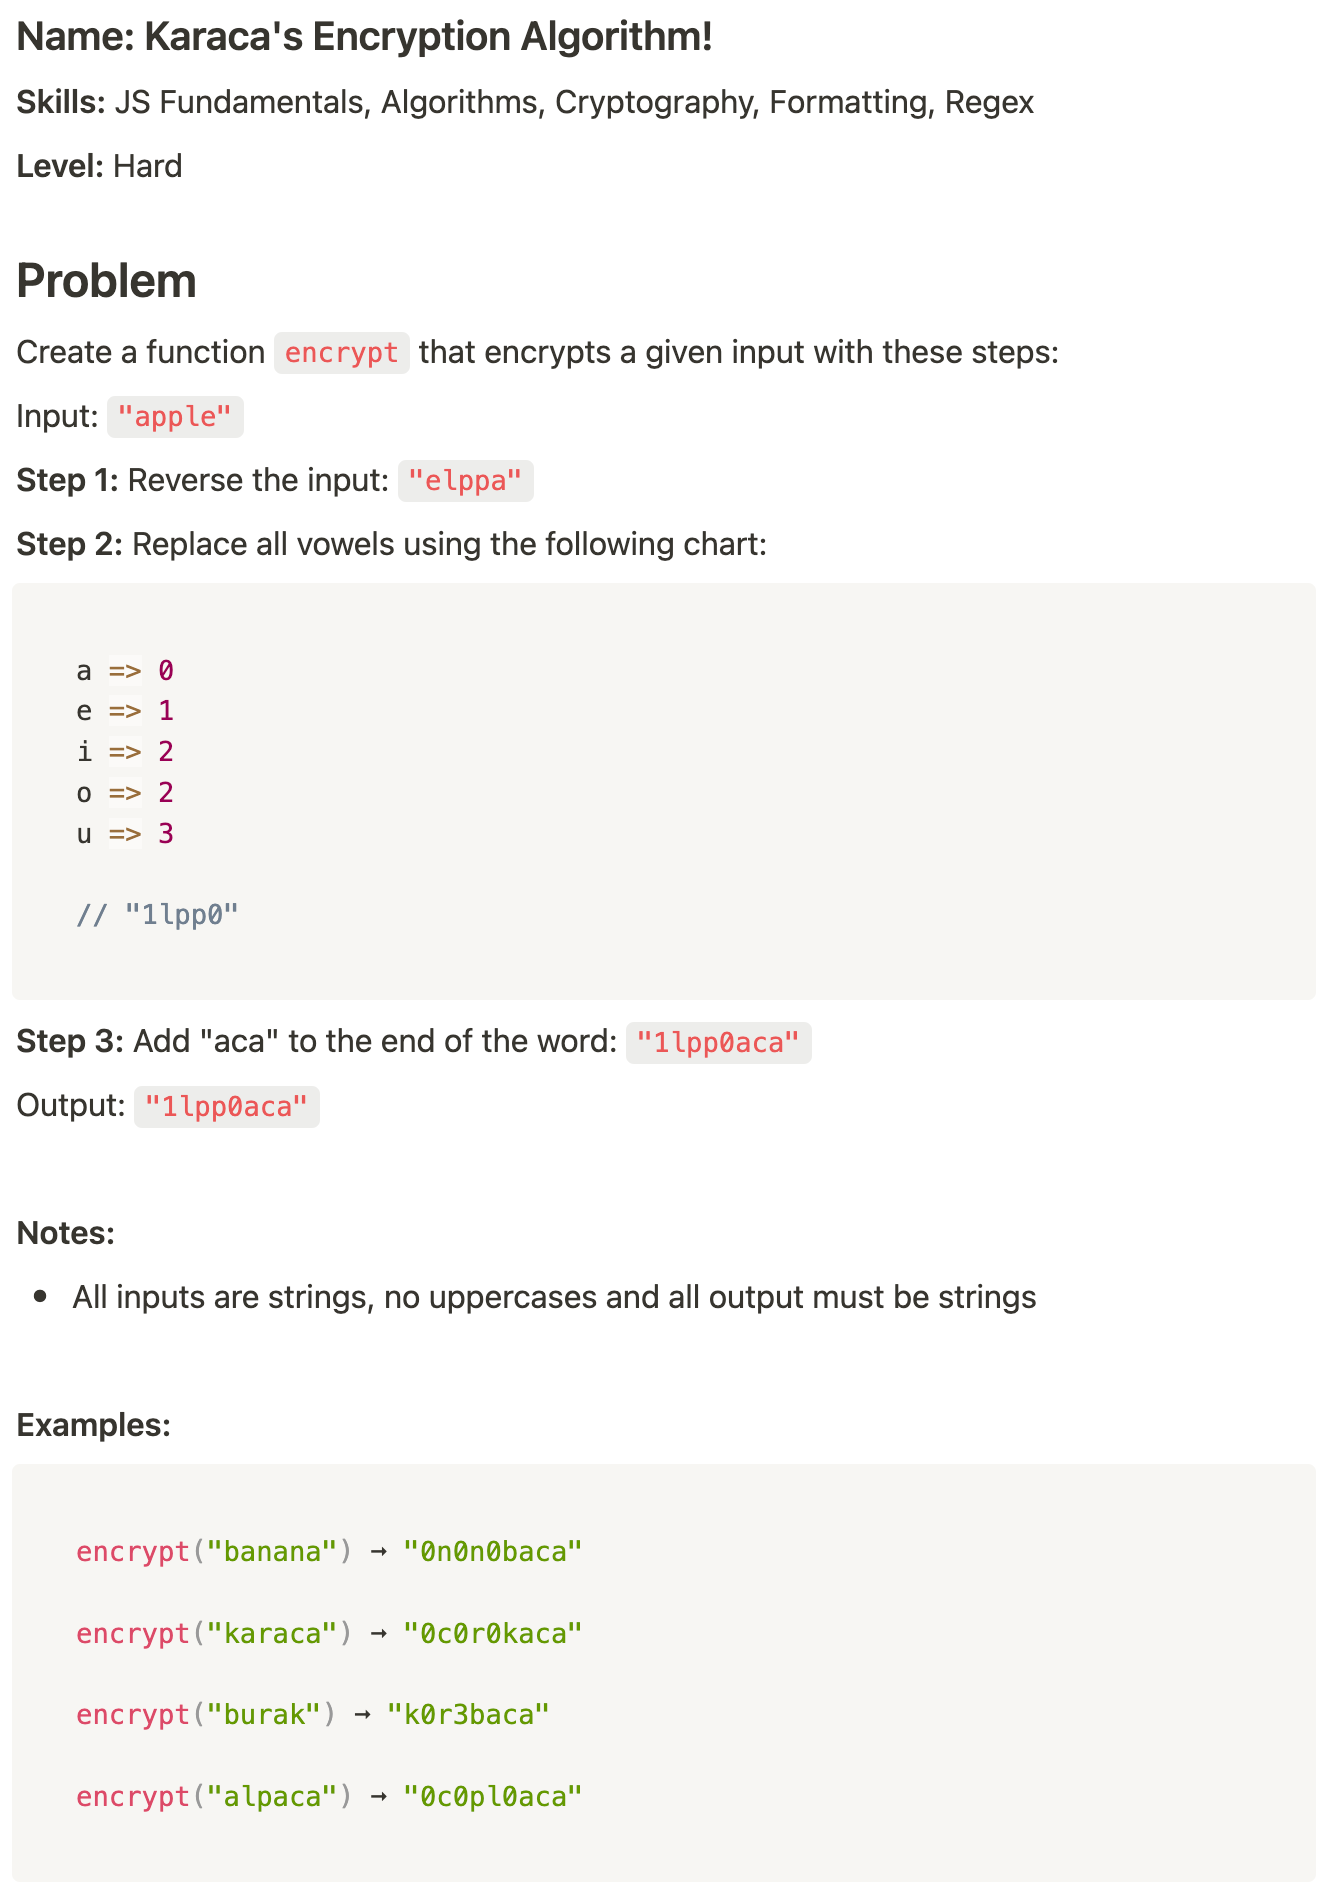 Name: Karaca's Encryption Algorithm!
Skills: JS Fundamentals, Algorithms, Cryptography, Formatting, Regex
Level: Hard
Problem
Create a function encrypt that encrypts a given input with these steps:
Input: "apple"
Step 1: Reverse the input: "elppa"
Step 2: Replace all vowels using the following chart:
a => 0
e => 1
i => 2
o => 2
u => 3
// "1lpp0"
Step 3: Add "aca" to the end of the word: "1lpp0aca"
Output: "1lpp0aca"
Notes:
• All inputs are strings, no uppercases and all output must be strings
Examples:
encrypt("banana") → "0n0n0baca"
encrypt("karaca") → "0c0r0kaca"
encrypt("burak") → "k0r3baca"
encrypt("alpaca") → "0c0pl0aca"